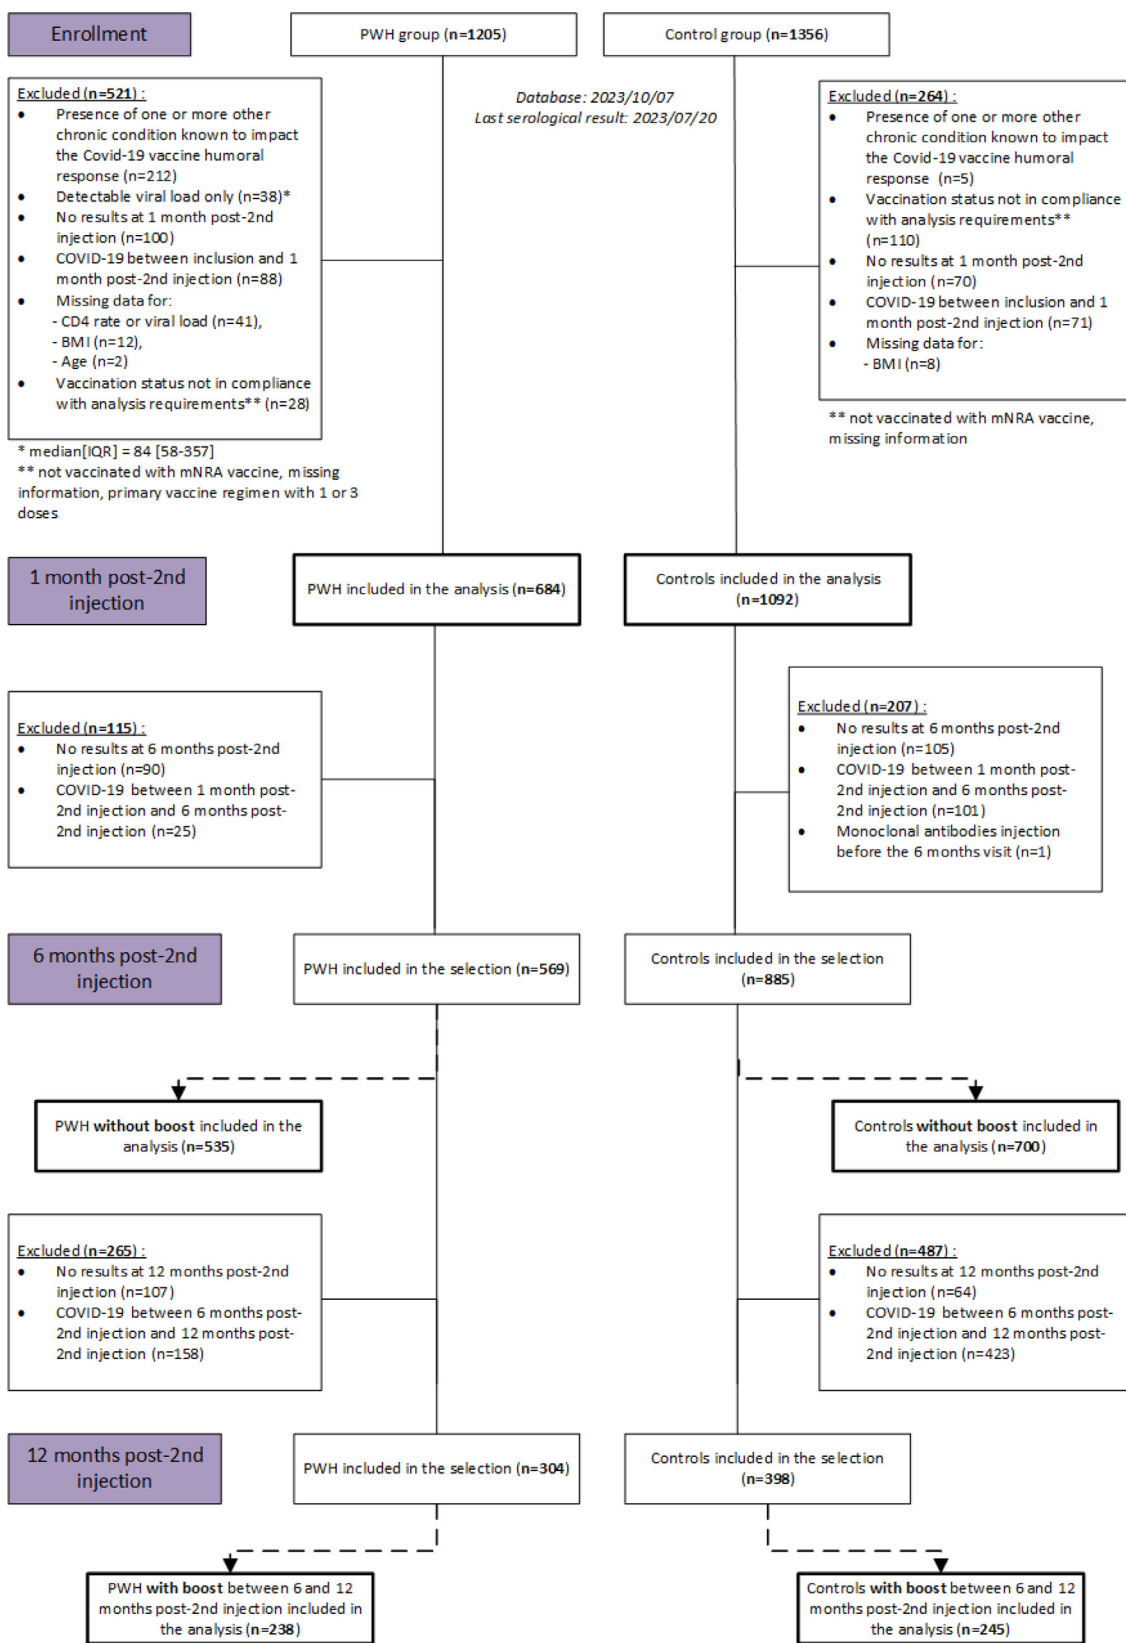 Enrollment
PWH group (n=1205)
Control group (n=1356)
Excluded (n=521) :
• Presence of one or more other
chronic condition known to impact
the Covid-19 vaccine humoral
response (n=212)
• Detectable viral load only (n=38)*
• No results at 1 month post-2nd
injection (n=100)
• COVID-19 between inclusion and 1
month post-2nd injection (n=88)
• Missing data for:
- CD4 rate or viral load (n=41),
- BMI (n=12),
- Age (n=2)
• Vaccination status not in compliance
with analysis requirements** (n=28)
* median[IQR] = 84 [58-357]
** not vaccinated with mNRA vaccine, missing
information, primary vaccine regimen with 1 or 3
doses
Database: 2023/10/07
Last serological result: 2023/07/20
Excluded (n=264) :
• Presence of one or more other
chronic condition known to impact
the Covid-19 vaccine humoral
response (n=5)
• Vaccination status not in compliance
with analysis requirements**
(n=110)
• No results at 1 month post-2nd
injection (n=70)
• COVID-19 between inclusion and 1
month post-2nd injection (n=71)
• Missing data for:
- BMI (n=8)
** not vaccinated with mNRA vaccine,
missing information
1 month post-2nd
injection
PWH included in the analysis (n=684)
Controls included in the analysis
(n=1092)
Excluded (n=115) :
• No results at 6 months post-2nd
injection (n=90)
• COVID-19 between 1 month post-
2nd injection and 6 months post-
2nd injection (n=25)
Excluded (n=207) :
• No results at 6 months post-2nd
injection (n=105)
• COVID-19 between 1 month post-
2nd injection and 6 months post-
2nd injection (n=101)
• Monoclonal antibodies injection
before the 6 months visit (n=1)
6 months post-2nd
injection
PWH included in the selection (n=569)
Controls included in the selection
(n=885)
PWH without boost included in the
analysis (n=535)
Controls without boost included in
the analysis (n=700)
Excluded (n=265) :
• No results at 12 months post-2nd
injection (n=107)
• COVID-19 between 6 months post-
2nd injection and 12 months post-
2nd injection (n=158)
Excluded (n=487) :
• No results at 12 months post-2nd
injection (n=64)
• COVID-19 between 6 months post-
2nd injection and 12 months post-
2nd injection (n=423)
12 months post-2nd
injection
PWH included in the selection (n=304)
Controls included in the selection
(n=398)
PWH with boost between 6 and 12
months post-2nd injection included in
the analysis (n=238)
Controls with boost between 6 and 12
months post-2nd injection included in
the analysis (n=245)